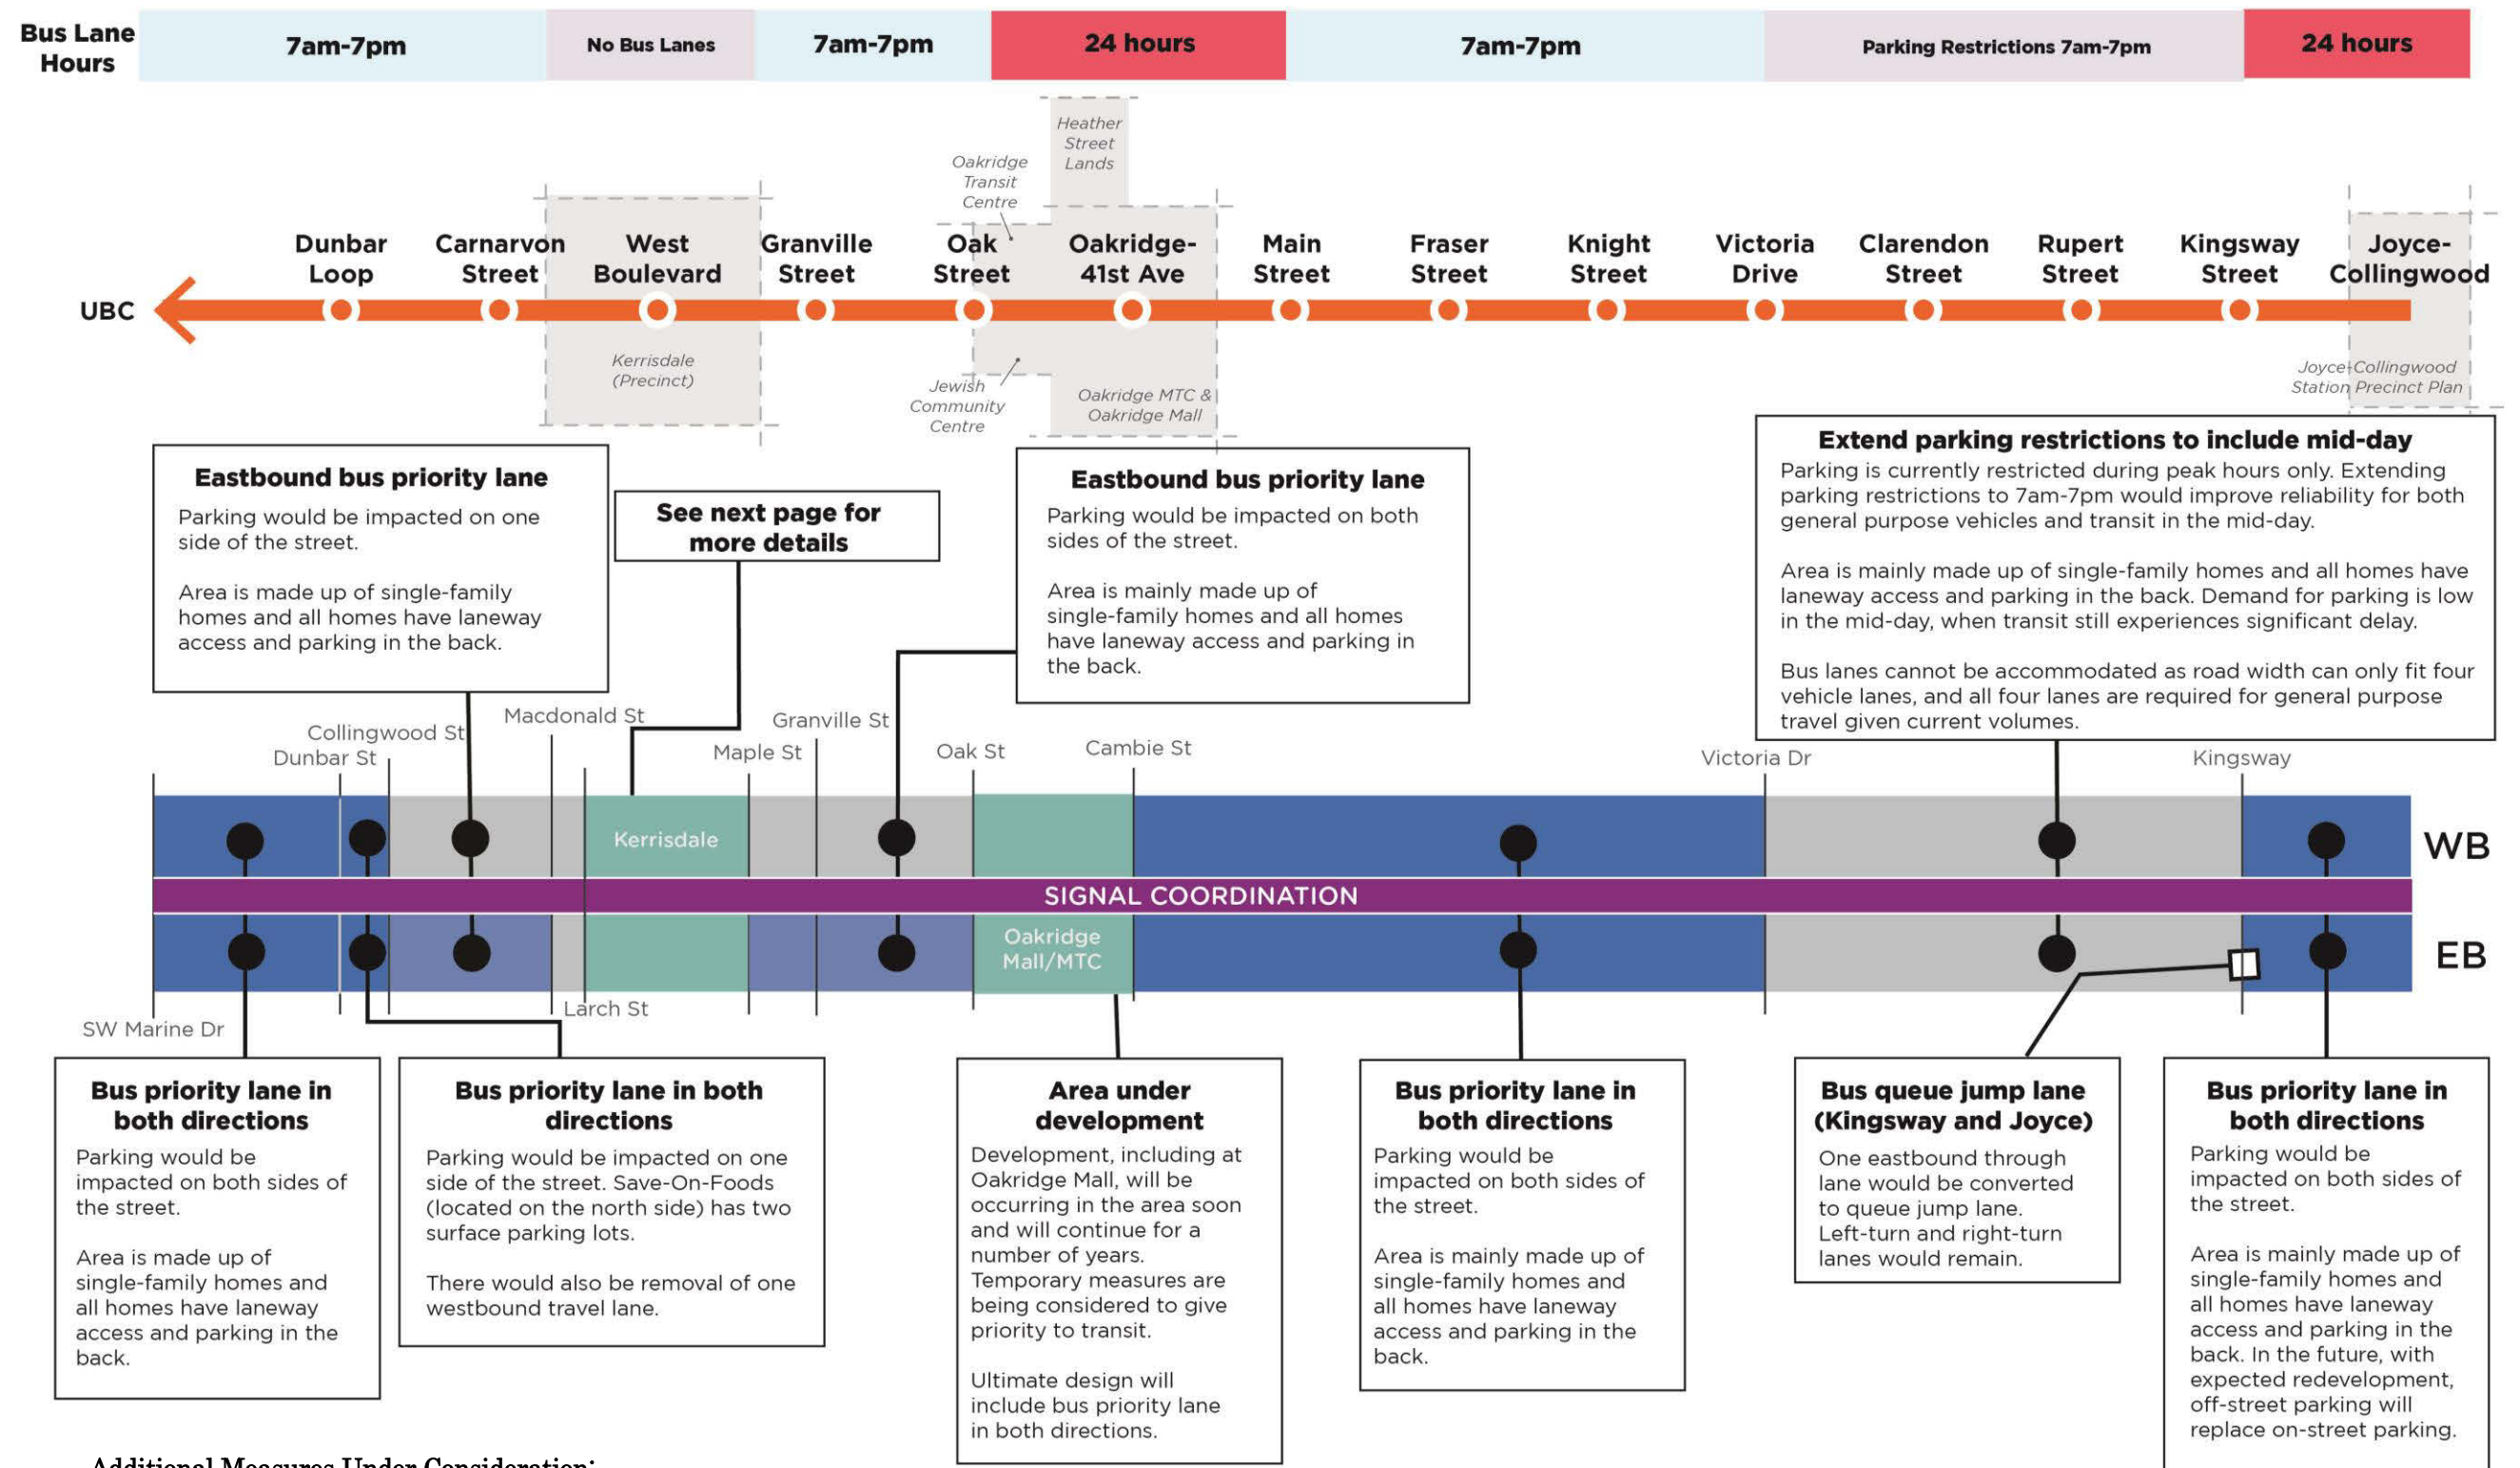 Bus Lane
Hours
7am-7pm
No Bus Lanes
7am-7pm
24 hours
7am-7pm
Parking Restrictions 7am-7pm
24 hours
Heather
Street
Lands
Oakridge
Transit
Centre
Dunbar
Loop
Carnarvon
Street
West
Boulevard
Granville
Street
Oak
Street
Oakridge-
41st Ave
Main
Street
Fraser
Street
Knight
Street
Victoria
Drive
Clarendon
Street
Rupert
Street
Kingsway
Street
Joyce-
Collingwood
UBC
Kerrisdale
(Precinct)
Jewish
Community
Centre
Oakridge MTC &
Oakridge Mall
Joyce-Collingwood
Station Precinct Plan
Eastbound bus priority lane
Parking would be impacted on one
side of the street.
Area is made up of single-family
homes and all homes have laneway
access and parking in the back.
See next page for
more details
Eastbound bus priority lane
Parking would be impacted on both
sides of the street.
Area is mainly made up of
single-family homes and all homes
have laneway access and parking in
the back.
Extend parking restrictions to include mid-day
Parking is currently restricted during peak hours only. Extending
parking restrictions to 7am-7pm would improve reliability for both
general purpose vehicles and transit in the mid-day.
Area is mainly made up of single-family homes and all homes have
laneway access and parking in the back. Demand for parking is low
in the mid-day, when transit still experiences significant delay.
Bus lanes cannot be accommodated as road width can only fit four
vehicle lanes, and all four lanes are required for general purpose
travel given current volumes.
Dunbar St
Collingwood St
Macdonald St
Maple St
Granville St
Oak St
Cambie St
Victoria Dr
Kingsway
Kerrisdale
WB
SIGNAL COORDINATION
Oakridge
Mall/MTC
EB
SW Marine Dr
Larch St
Bus priority lane in
both directions
Parking would be
impacted on both sides of
the street.
Area is made up of
single-family homes and
all homes have laneway
access and parking in the
back.
Bus priority lane in both
directions
Parking would be impacted on one
side of the street. Save-On-Foods
(located on the north side) has two
surface parking lots.
There would also be removal of one
westbound travel lane.
Area under
development
Development, including at
Oakridge Mall, will be
occurring in the area soon
and will continue for a
number of years.
Temporary measures are
being considered to give
priority to transit.
Ultimate design will
include bus priority lane
in both directions.
Bus priority lane in
both directions
Parking would be
impacted on both sides of
the street.
Area is mainly made up of
single-family homes and
all homes have laneway
access and parking in the
back.
Bus queue jump lane
(Kingsway and Joyce)
One eastbound through
lane would be converted
to queue jump lane.
Left-turn and right-turn
lanes would remain.
Bus priority lane in
both directions
Parking would be
impacted on both sides of
the street.
Area is mainly made up of
single-family homes and
all homes have laneway
access and parking in the
back. In the future, with
expected redevelopment,
off-street parking will
replace on-street parking.
Additional Measures Under Consideration: